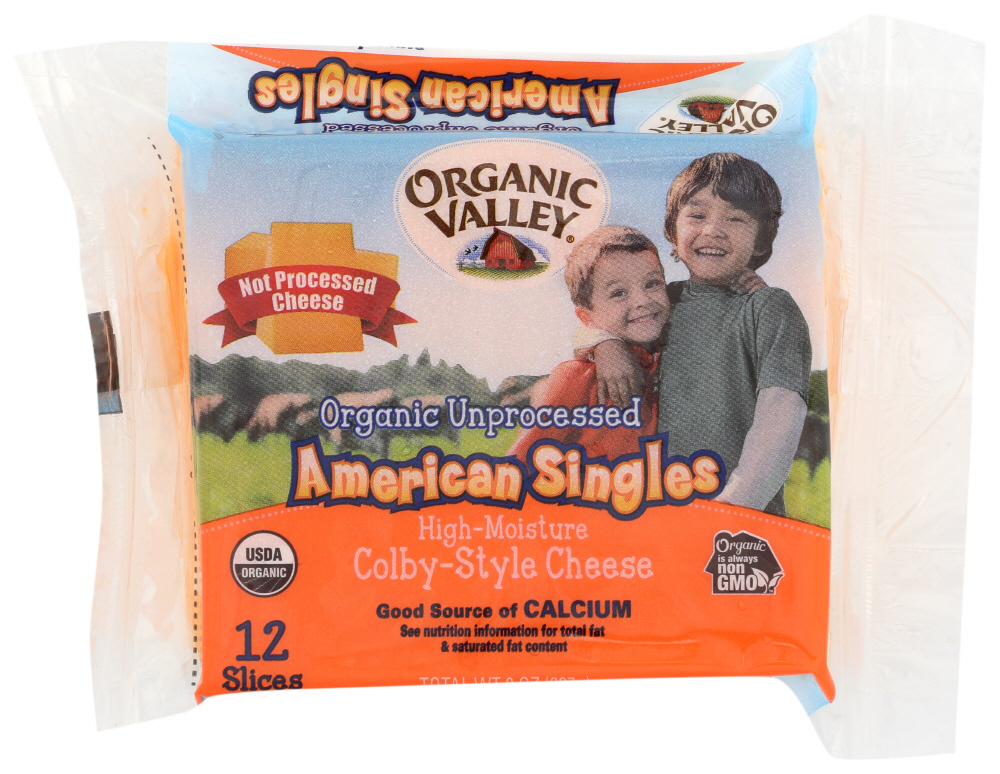 American Singles
ORGANIC
VALLEY®
Not Processed
Cheese
Organic Unprocessed
American Singles
High-Moisture
Colby-Style Cheese
USDA
ORGANIC
Organic
is always
non
GMO
Good Source of CALCIUM
See nutrition information for total fat
& saturated fat content
12
Slices